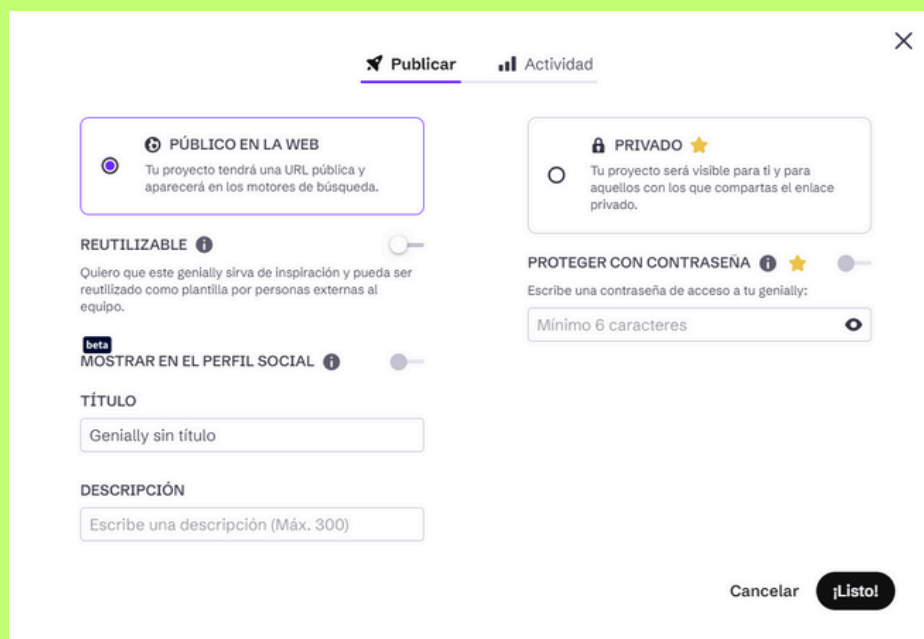 Publicar
Actividad
PÚBLICO EN LA WEB
Tu proyecto tendrá una URL pública y
aparecerá en los motores de búsqueda.
REUTILIZABLE
Quiero que este genially sirva de inspiración y pueda ser
reutilizado como plantilla por personas externas al
equipo.
beta
MOSTRAR EN EL PERFIL SOCIAL
TÍTULO
Genially sin título
DESCRIPCIÓN
Escribe una descripción (Máx. 300)
PRIVADO
Tu proyecto será visible para ti y para
aquellos con los que compartas el enlace
privado.
PROTEGER CON CONTRASEÑA
Escribe una contraseña de acceso a tu genially:
Mínimo 6 caracteres
Cancelar
¡Listo!